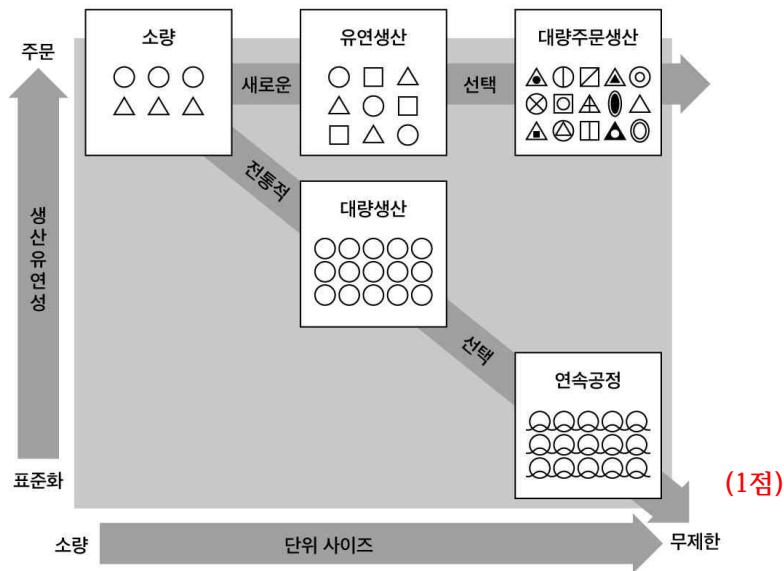 소량
유연생산
대량주문생산
주문
새로운
선택
전통적
대량생산
생산유연성
선택
연속공정
표준화
(1점)
소량
단위 사이즈
무제한